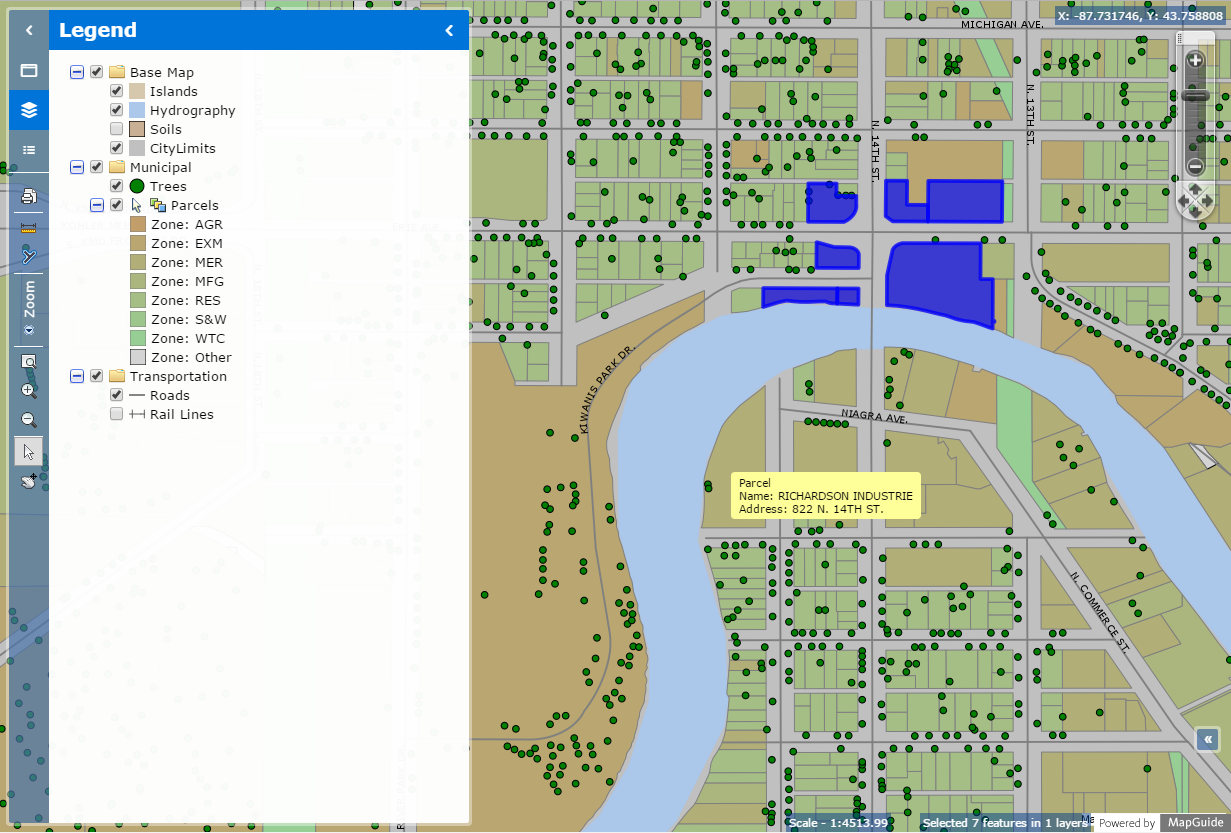 Legend
Base Map
Islands
Hydrography
Soils
CityLimits
Municipal
Trees
Parcels
Zone: AGR
Zone: EXM
Zone: MER
Zone: MFG
Zone: RES
Zone: S&W
Zone: WTC
Zone: Other
Transportation
Roads
Rail Lines
Zoom
X: -87.731746, Y: 43.758808
MICHIGAN AVE.
N. 13TH ST.
N. 14TH ST.
KIWANIS PARK DR.
NIAGRA AVE.
Parcel
Name: RICHARDSON INDUSTRIE
Address: 822 N. 14TH ST.
N. COMMERCE ST.
Scale - 1:4513.99
Selected 7 features in 1 layers
Powered by MapGuide